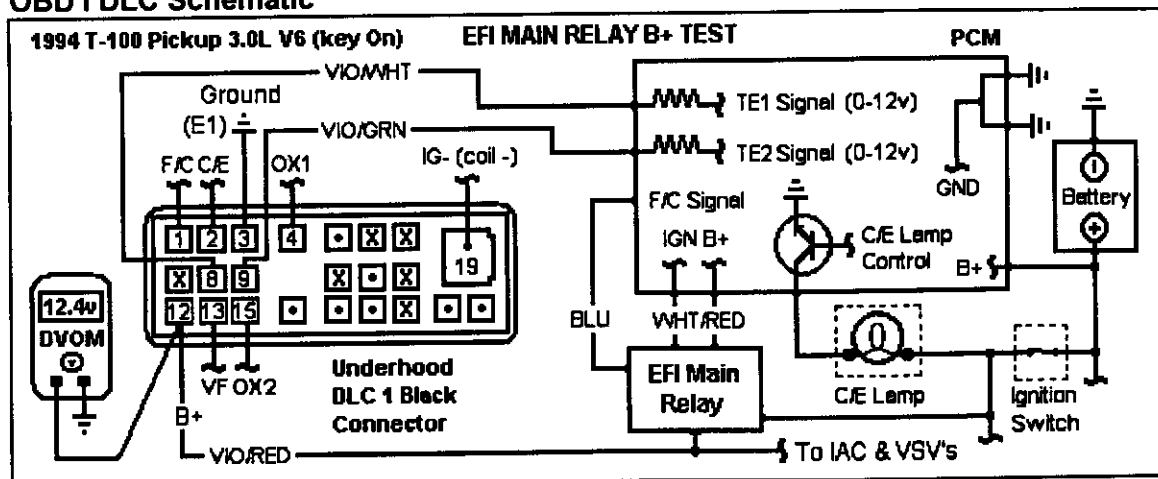 OBD I DLC Schematic
1994 T-100 Pickup 3.0L V6 (key On)
EFI MAIN RELAY B+ TEST
PCM
VIO/WHT
Ground
(E1)
VIO/GRN
TE1 Signal (0-12v)
TE2 Signal (0-12v)
F/C C/E
OX1
IG- (coil -)
GND
Battery
F/C Signal
IGN B+
C/E Lamp
Control
B+
1 2 3 4 X X
19
X 8 9 X X
12 13 15 X
12.4v
DVOM
V
VF OX2
B+
Underhood
DLC 1 Black
Connector
BLU
WHT/RED
EFI Main
Relay
C/E Lamp
Ignition
Switch
VIO/RED
To IAC & VSV's